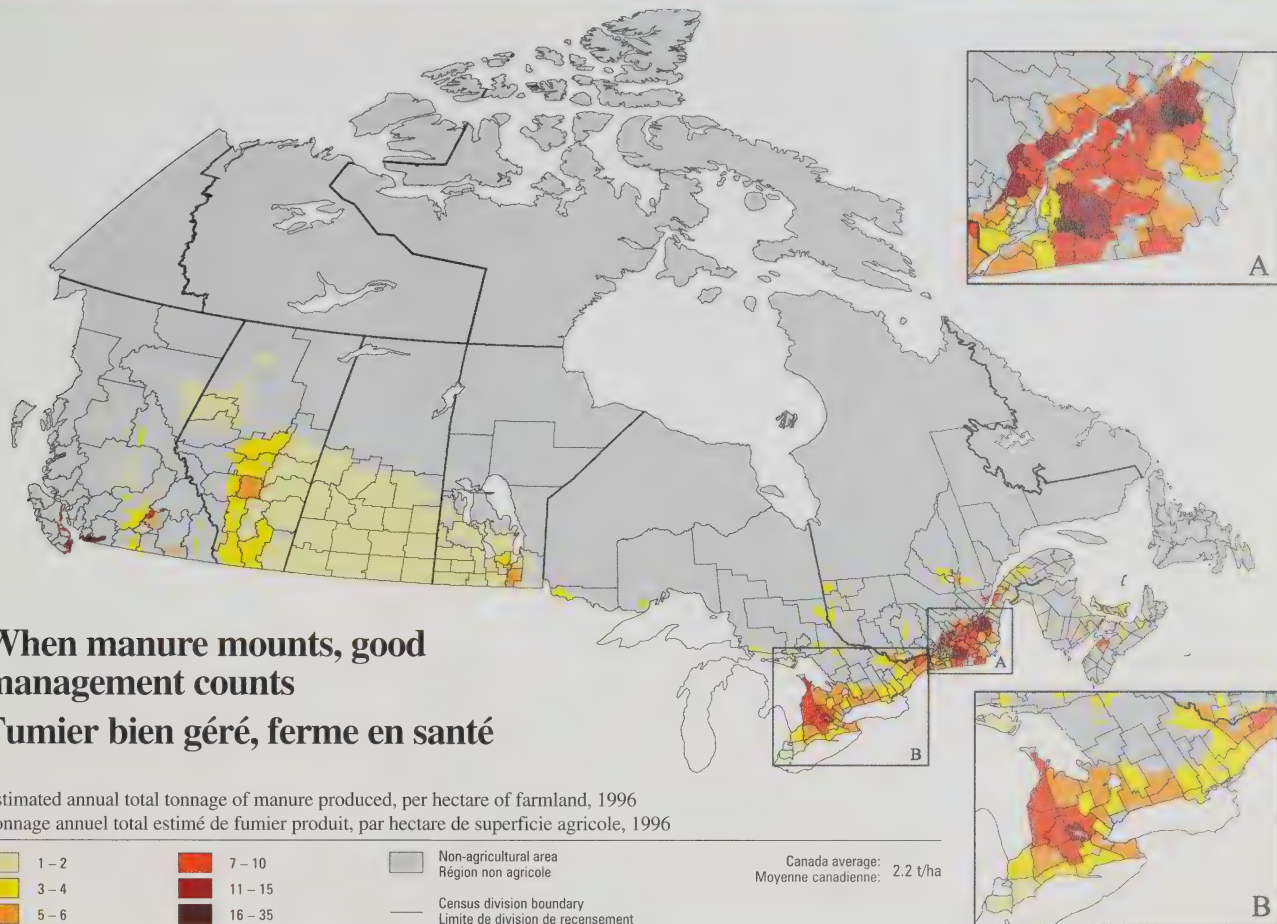 When manure mounts, good
management counts
Fumier bien géré, ferme en santé
Estimated annual total tonnage of manure produced, per hectare of farmland, 1996
Tonnage annuel total estimé de fumier produit, par hectare de superficie agricole, 1996
1 – 2
3 – 4
5 – 6
7 – 10
11 – 15
16 – 35
Non-agricultural area
Région non agricole
Census division boundary
Limite de division de recensement
Canada average:
Moyenne canadienne:
2.2 t/ha
A
B
A
B